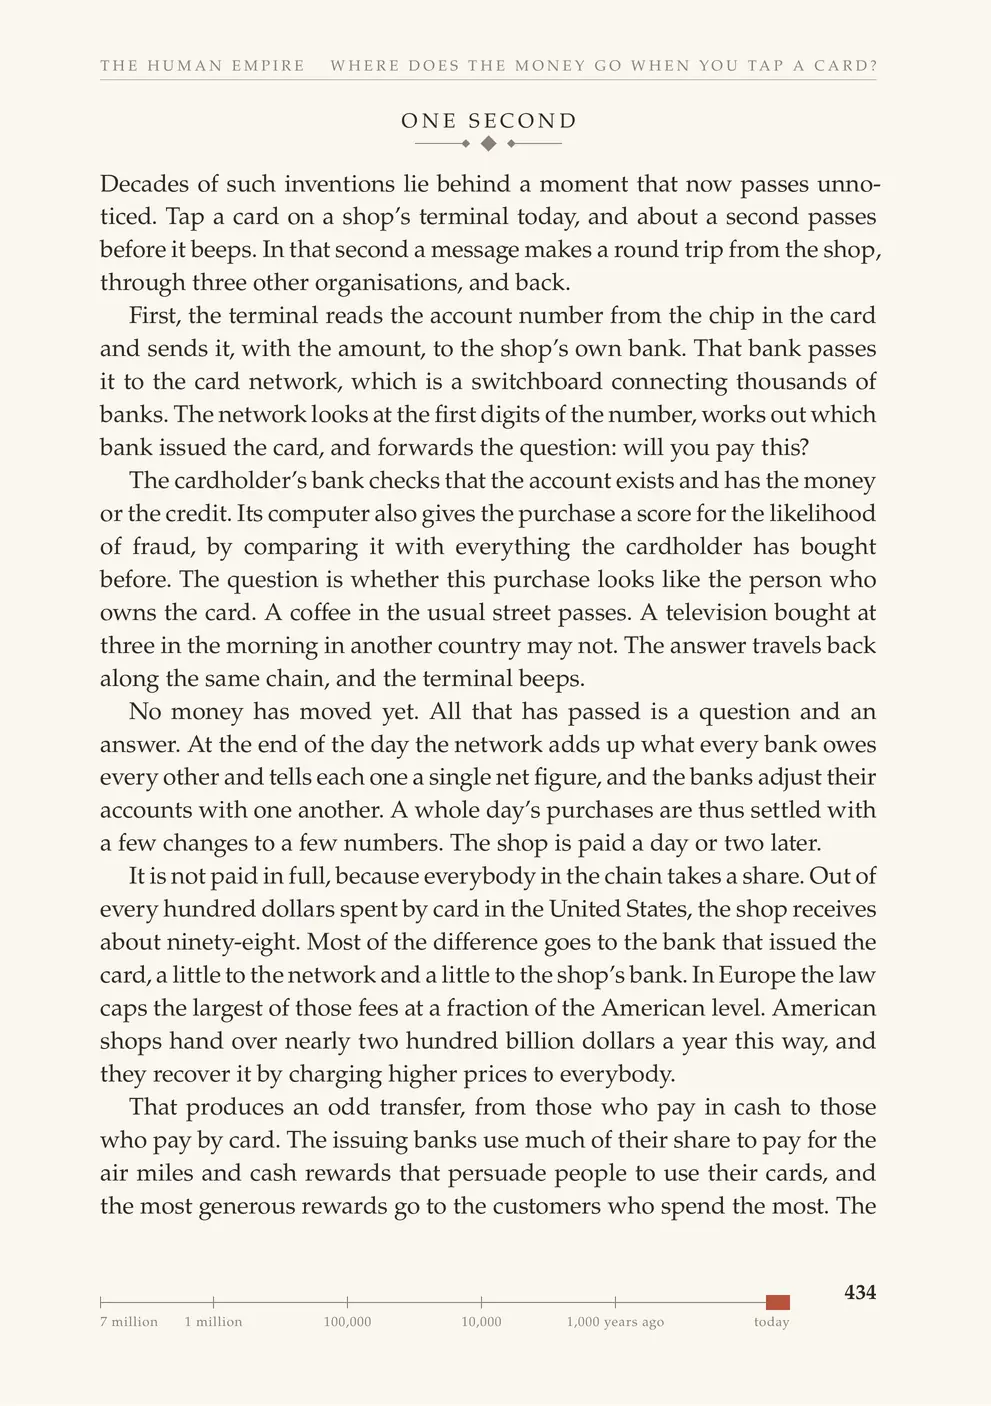 THE HUMAN EMPIRE WHERE DOES THE MONEY GO WHEN YOU TAP A CARD?
ONE SECOND
Decades of such inventions lie behind a moment that now passes unno-
ticed. Tap a card on a shop’s terminal today, and about a second passes
before it beeps. In that second a message makes a round trip from the shop,
through three other organisations, and back.
First, the terminal reads the account number from the chip in the card
and sends it, with the amount, to the shop’s own bank. That bank passes
it to the card network, which is a switchboard connecting thousands of
banks. The network looks at the first digits of the number, works out which
bank issued the card, and forwards the question: will you pay this?
The cardholder’s bank checks that the account exists and has the money
or the credit. Its computer also gives the purchase a score for the likelihood
of fraud, by comparing it with everything the cardholder has bought
before. The question is whether this purchase looks like the person who
owns the card. A coffee in the usual street passes. A television bought at
three in the morning in another country may not. The answer travels back
along the same chain, and the terminal beeps.
No money has moved yet. All that has passed is a question and an
answer. At the end of the day the network adds up what every bank owes
every other and tells each one a single net figure, and the banks adjust their
accounts with one another. A whole day’s purchases are thus settled with
a few changes to a few numbers. The shop is paid a day or two later.
It is not paid in full, because everybody in the chain takes a share. Out of
every hundred dollars spent by card in the United States, the shop receives
about ninety-eight. Most of the difference goes to the bank that issued the
card, a little to the network and a little to the shop’s bank. In Europe the law
caps the largest of those fees at a fraction of the American level. American
shops hand over nearly two hundred billion dollars a year this way, and
they recover it by charging higher prices to everybody.
That produces an odd transfer, from those who pay in cash to those
who pay by card. The issuing banks use much of their share to pay for the
air miles and cash rewards that persuade people to use their cards, and
the most generous rewards go to the customers who spend the most. The
434
7 million 1 million 100,000 10,000 1,000 years ago today